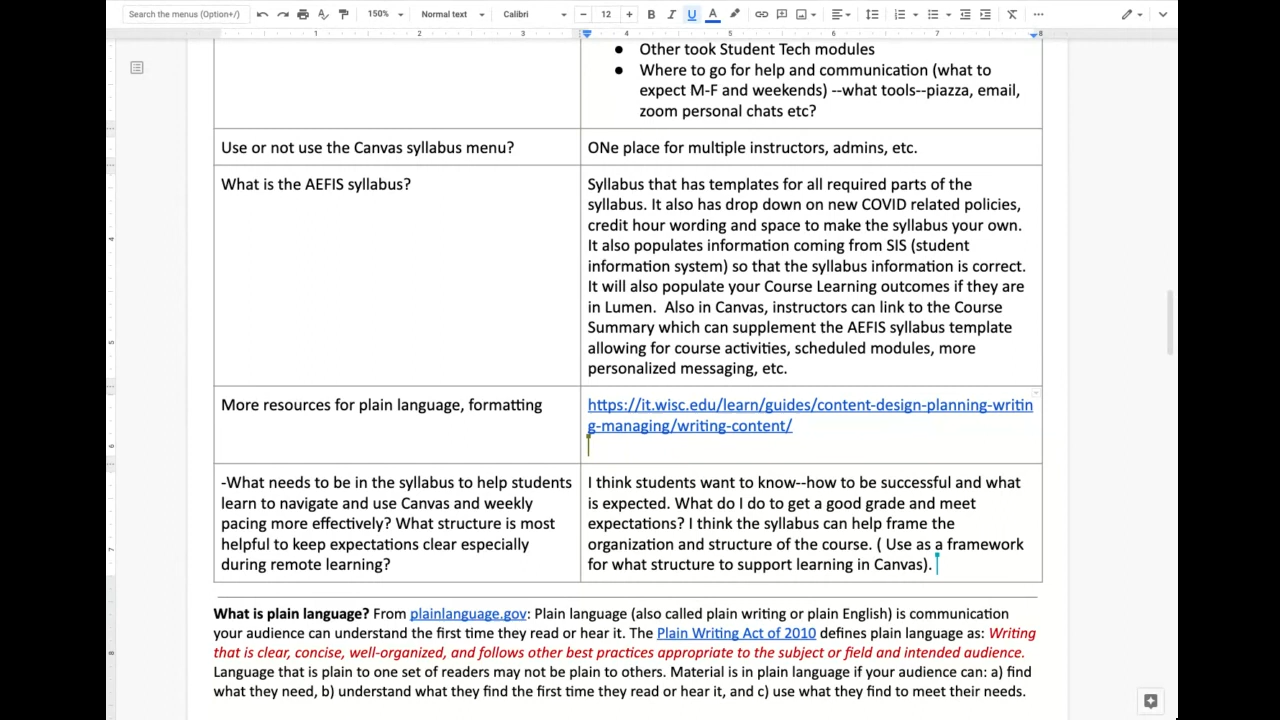 Search the menus (Option+/)
150%
Normal text
Calibri
12
B I U A
1 2 3 4 5 6 7 8
Other took Student Tech modules
Where to go for help and communication (what to
expect M-F and weekends) --what tools--piazza, email,
zoom personal chats etc?
Use or not use the Canvas syllabus menu?
ONe place for multiple instructors, admins, etc.
What is the AEFIS syllabus?
Syllabus that has templates for all required parts of the
syllabus. It also has drop down on new COVID related policies,
credit hour wording and space to make the syllabus your own.
It also populates information coming from SIS (student
information system) so that the syllabus information is correct.
It will also populate your Course Learning outcomes if they are
in Lumen.  Also in Canvas, instructors can link to the Course
Summary which can supplement the AEFIS syllabus template
allowing for course activities, scheduled modules, more
personalized messaging, etc.
More resources for plain language, formatting
https://it.wisc.edu/learn/guides/content-design-planning-writin
g-managing/writing-content/
-What needs to be in the syllabus to help students
learn to navigate and use Canvas and weekly
pacing more effectively? What structure is most
helpful to keep expectations clear especially
during remote learning?
I think students want to know--how to be successful and what
is expected. What do I do to get a good grade and meet
expectations? I think the syllabus can help frame the
organization and structure of the course. ( Use as a framework
for what structure to support learning in Canvas).
What is plain language? From plainlanguage.gov: Plain language (also called plain writing or plain English) is communication
your audience can understand the first time they read or hear it. The Plain Writing Act of 2010 defines plain language as: Writing
that is clear, concise, well-organized, and follows other best practices appropriate to the subject or field and intended audience.
Language that is plain to one set of readers may not be plain to others. Material is in plain language if your audience can: a) find
what they need, b) understand what they find the first time they read or hear it, and c) use what they find to meet their needs.
4
5
6
7
8